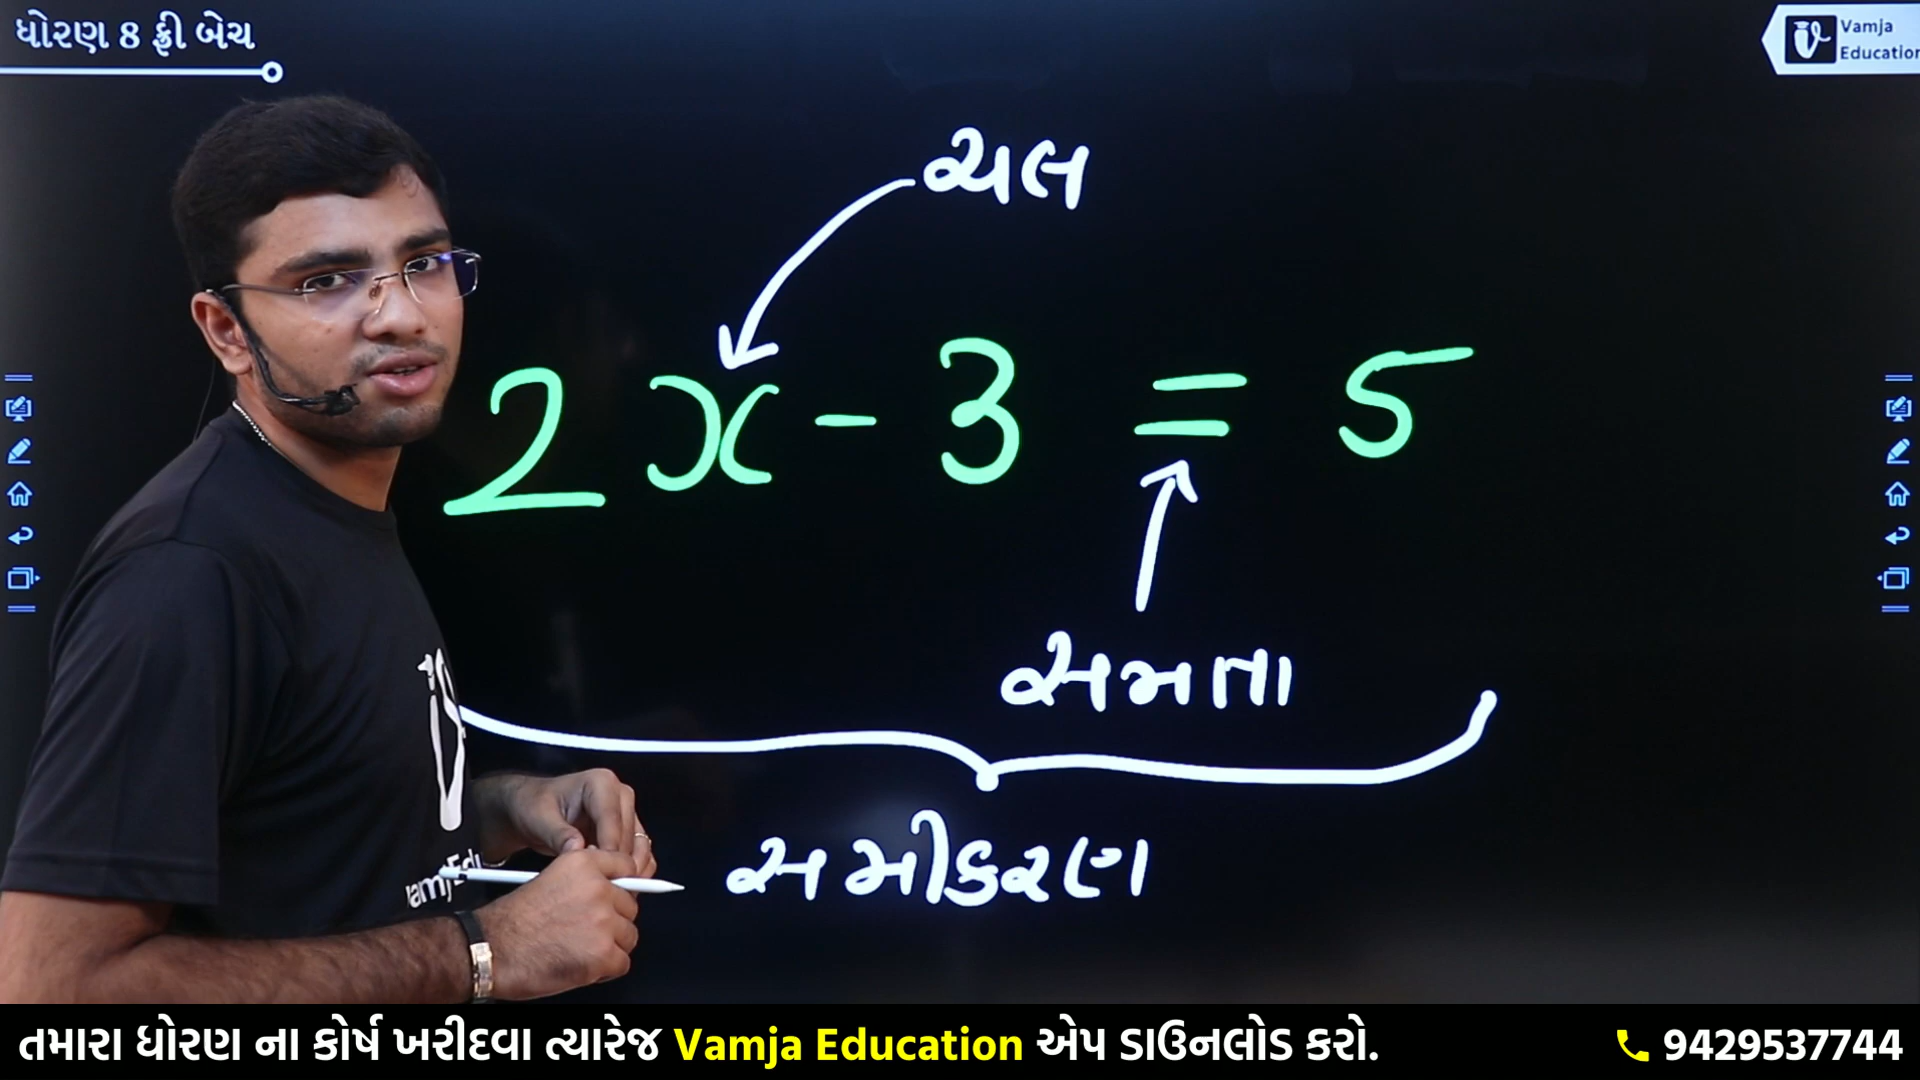 ધોરણ 8 ફ્રી બેચ
Vamja
Education
ચલ
2x - 3 = 5
સમતા
સમીકરણ
તમારા ધોરણ ના કોર્ષ ખરીદવા ત્યારેજ Vamja Education એપ ડાઉનલોડ કરો.
9429537744